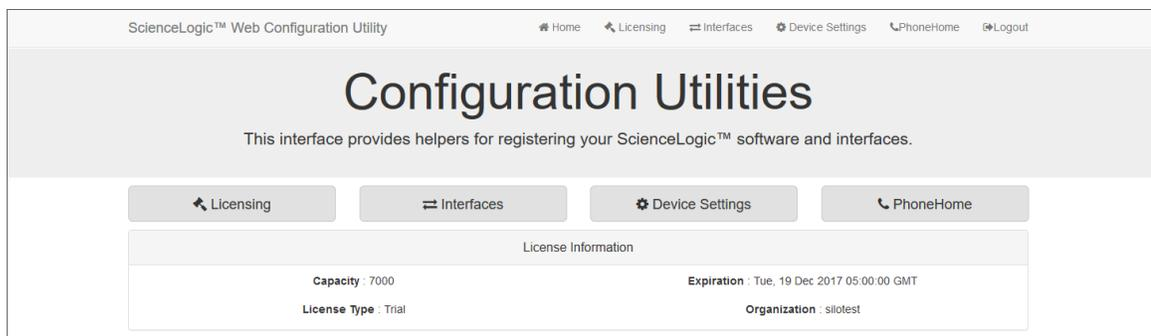 ScienceLogic™ Web Configuration Utility Home Licensing Interfaces Device Settings PhoneHome Logout
Configuration Utilities
This interface provides helpers for registering your ScienceLogic™ software and interfaces.
Licensing Interfaces Device Settings PhoneHome
License Information
Capacity : 7000 Expiration : Tue, 19 Dec 2017 05:00:00 GMT
License Type : Trial Organization : silotest